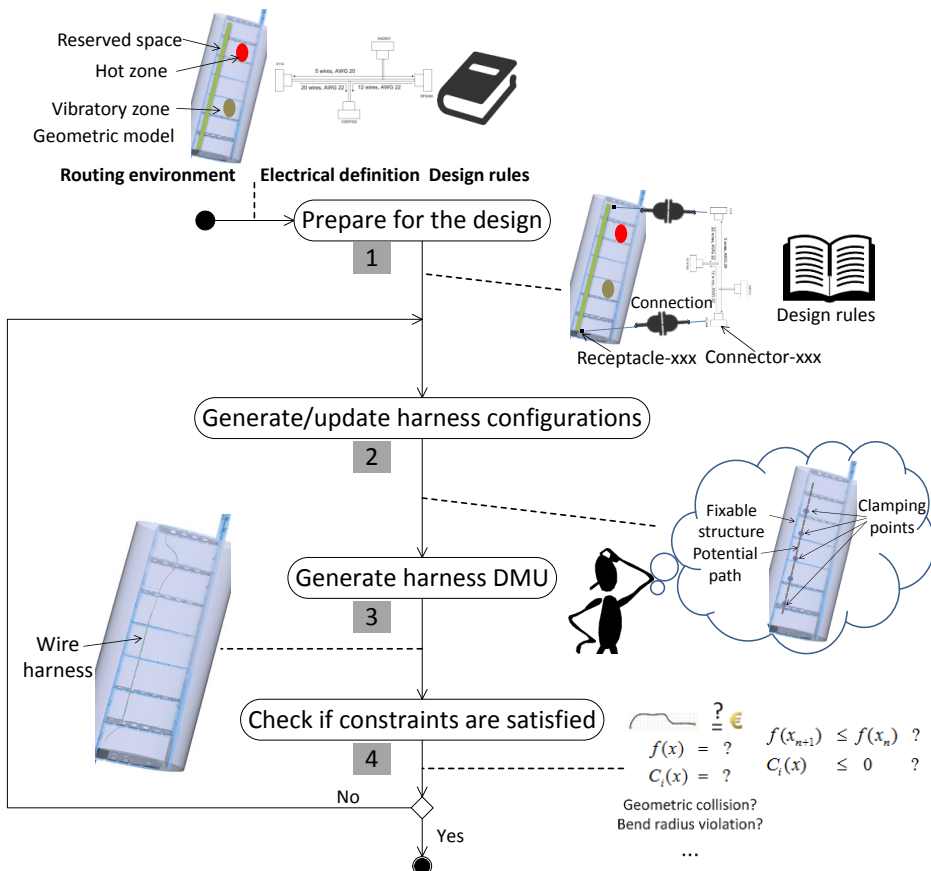 Reserved space
Hot zone
Vibratory zone
Geometric model
5 wires, AWG 20
20 wires, AWG 22
12 wires, AWG 22
Routing environment
Electrical definition
Design rules
Prepare for the design
1
Connection
Receptacle-xxx
Connector-xxx
Design rules
Generate/update harness configurations
2
Fixable
structure
Potential
path
Clamping
points
Generate harness DMU
3
Wire
harness
Check if constraints are satisfied
4
? = €
f(x) = ?
C_i(x) = ?
f(x_{n+1}) ≤ f(x_n) ?
C_i(x) ≤ 0 ?
Geometric collision?
Bend radius violation?
...
No
Yes